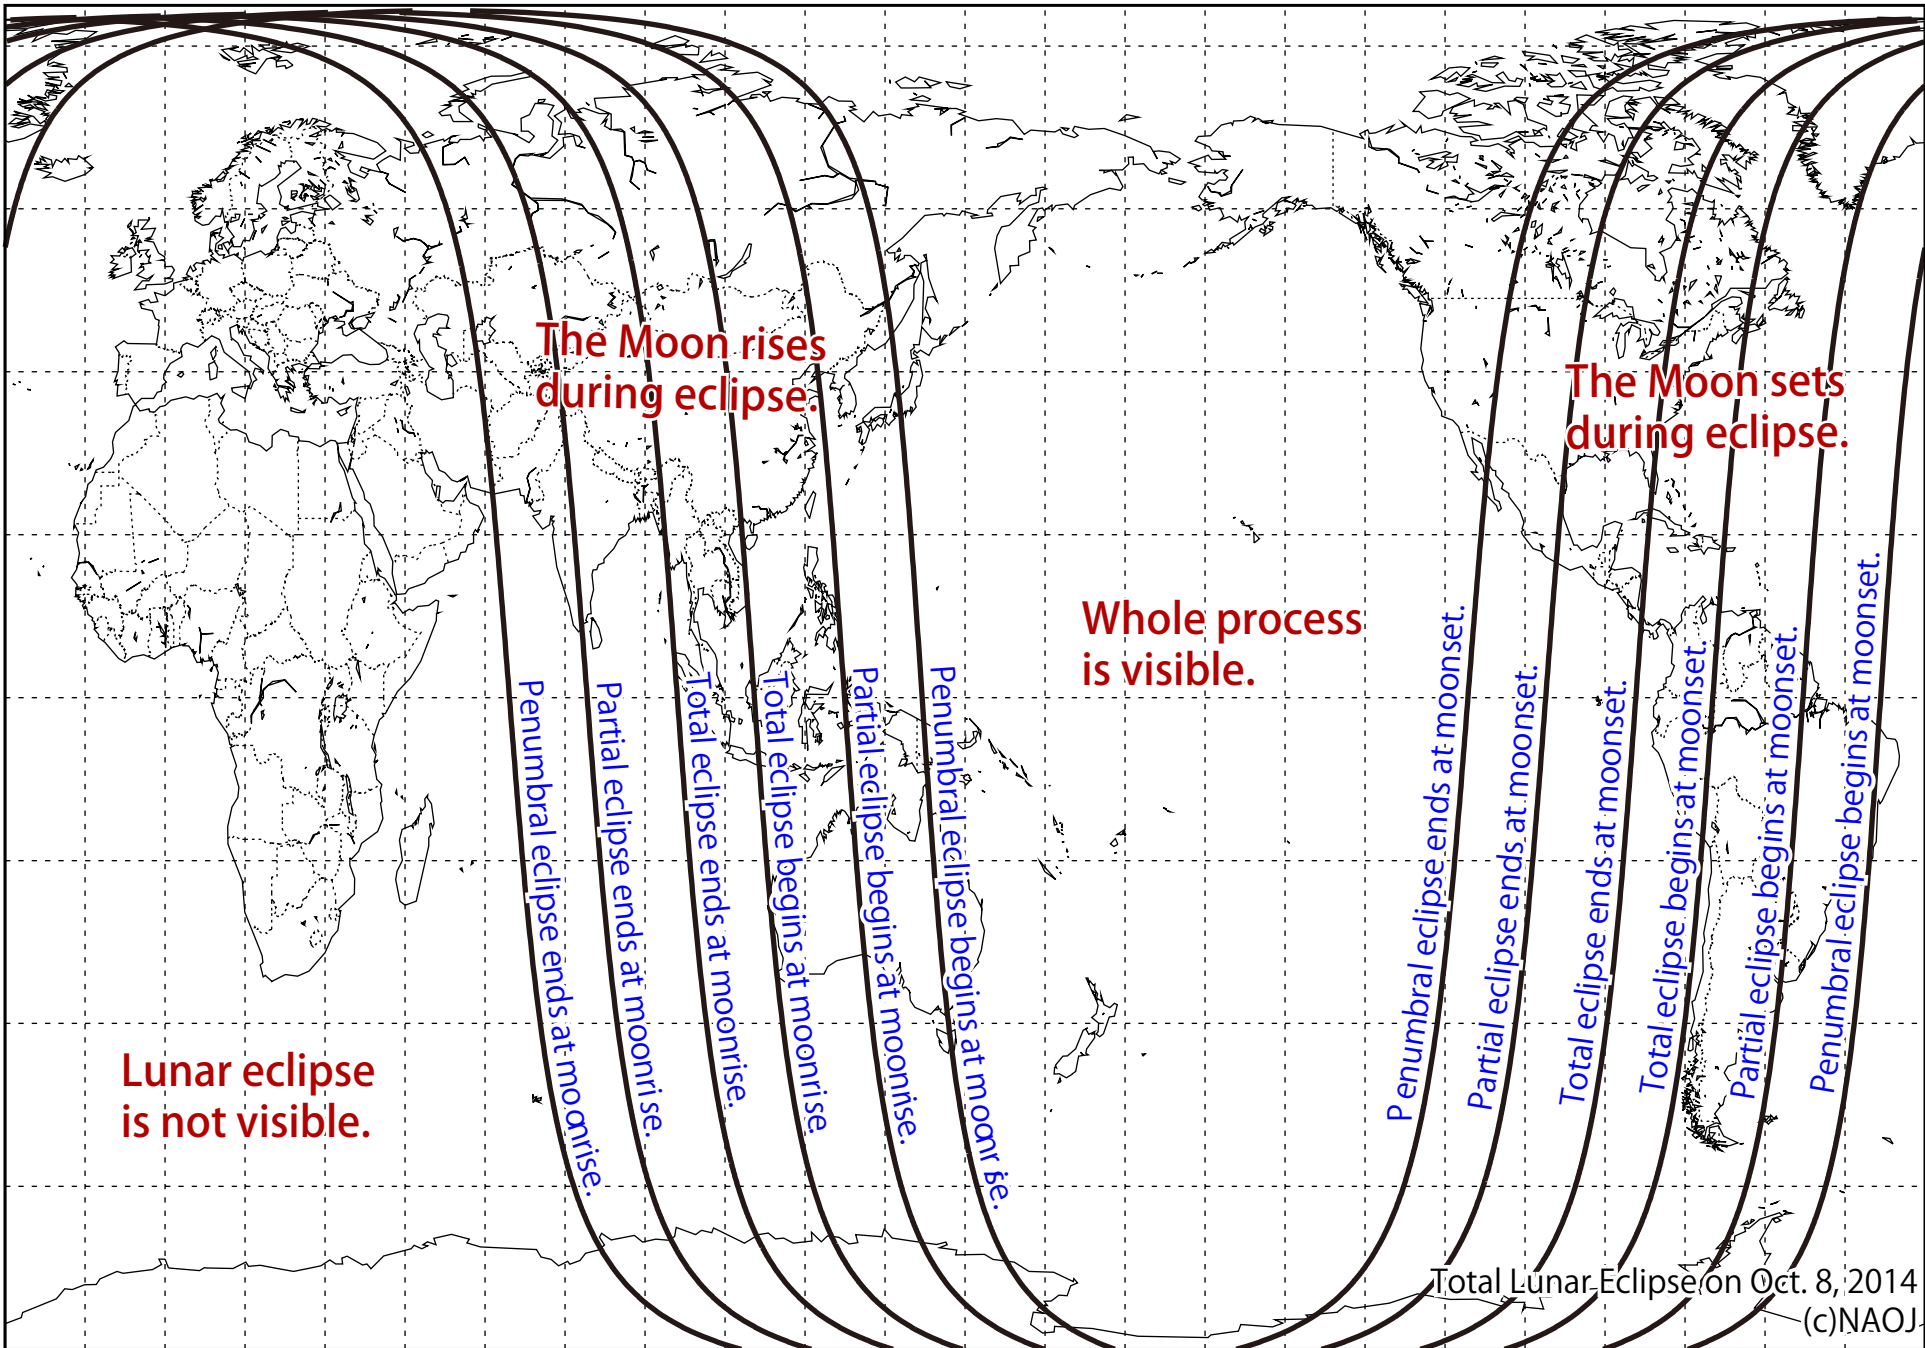 The Moon rises
during eclipse.
The Moon sets
during eclipse.
Whole process
is visible.
Lunar eclipse
is not visible.
Penumbral eclipse ends at moonrise.
Partial eclipse ends at moonrise.
Total eclipse ends at moonrise.
Total eclipse begins at moonrise.
Partial eclipse begins at moonrise.
Penumbral eclipse begins at moonrise.
Penumbral eclipse ends at moonset.
Partial eclipse ends at moonset.
Total eclipse ends at moonset.
Total eclipse begins at moonset.
Partial eclipse begins at moonset.
Penumbral eclipse begins at moonset.
Total Lunar Eclipse on Oct. 8, 2014
(c)NAOJ